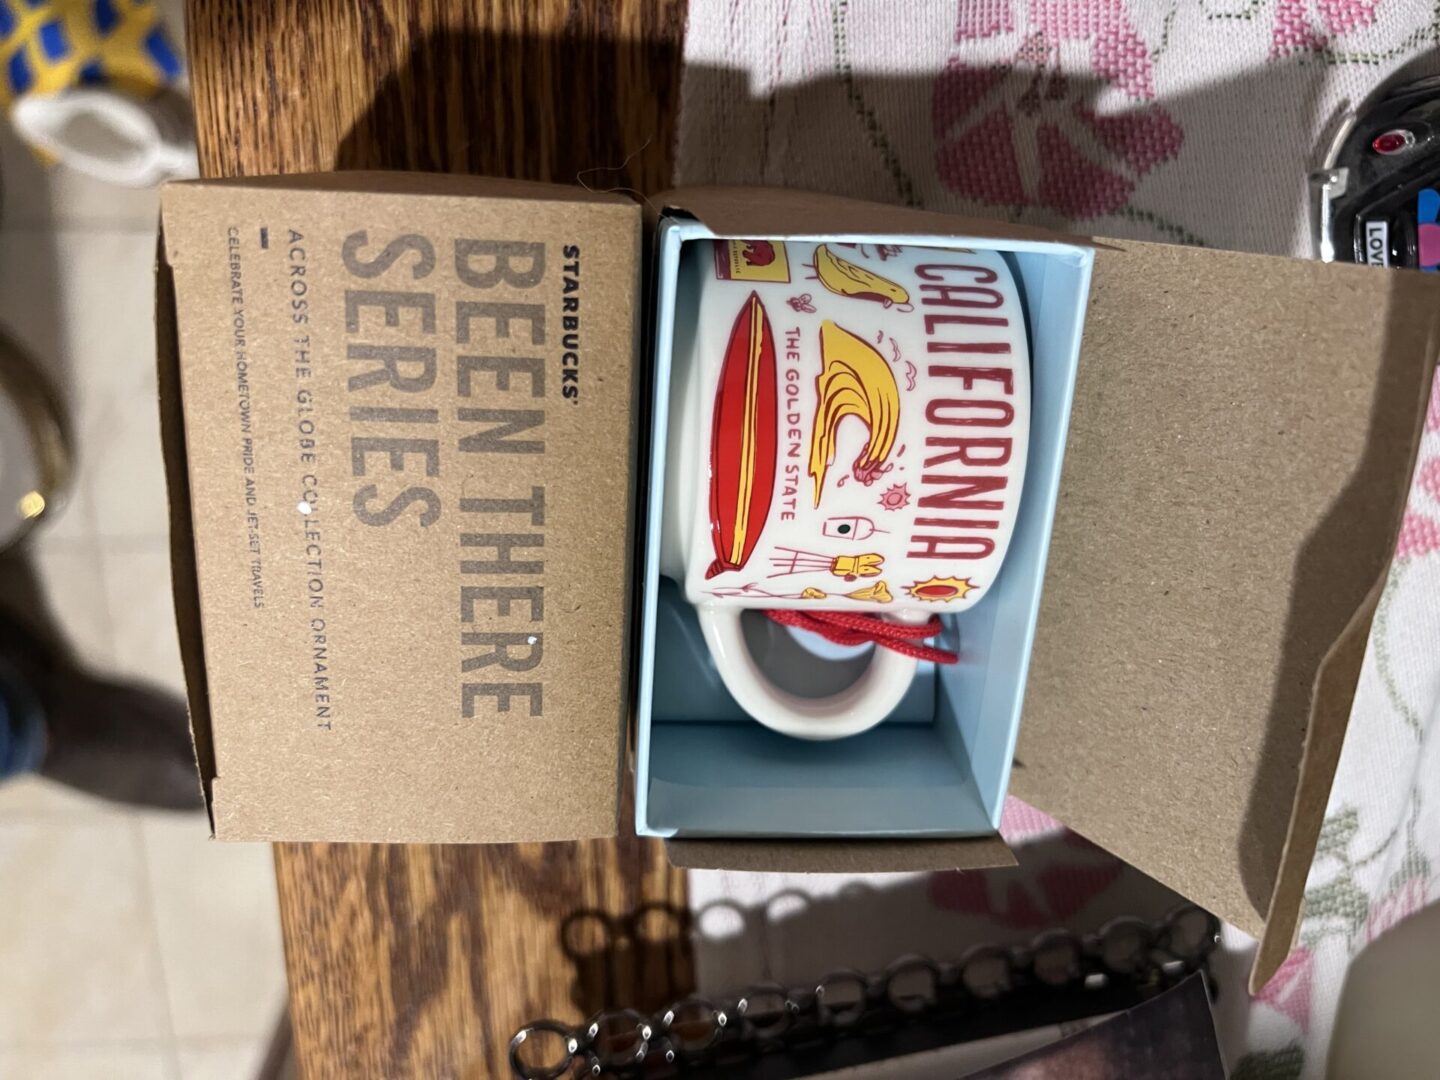 STARBUCKS®
BEEN THERE
SERIES
ACROSS THE GLOBE COLLECTION ORNAMENT
CELEBRATE YOUR HOMETOWN PRIDE AND JET-SET TRAVELS
CALIFORNIA
THE GOLDEN STATE
LOVE